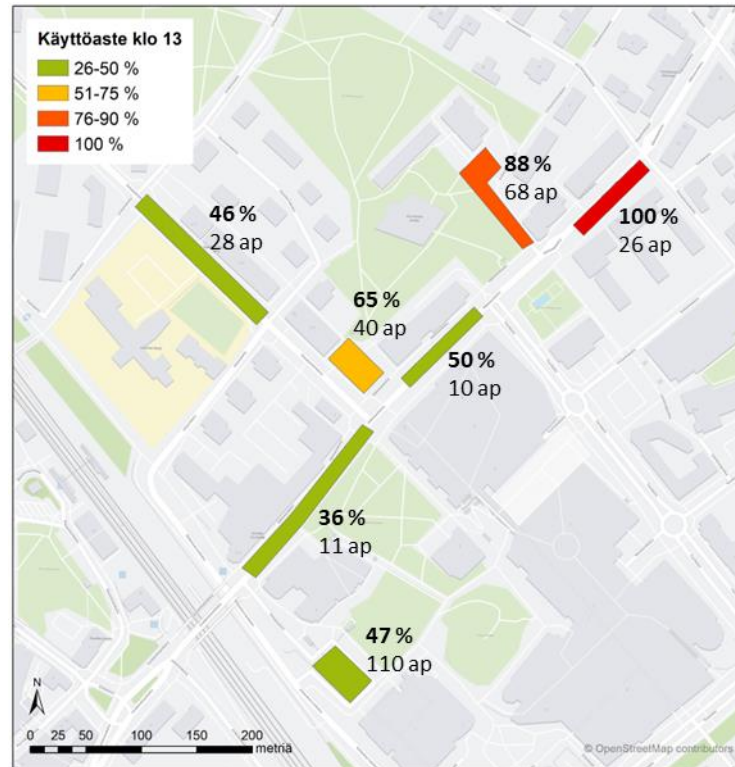 Käyttöaste klo 13
26-50 %
51-75 %
76-90 %
100 %
88 %
68 ap
100 %
26 ap
46 %
28 ap
65 %
40 ap
50 %
10 ap
36 %
11 ap
47 %
110 ap
N
0 25 50 100 150 200
metriä
© OpenStreetMap contributors